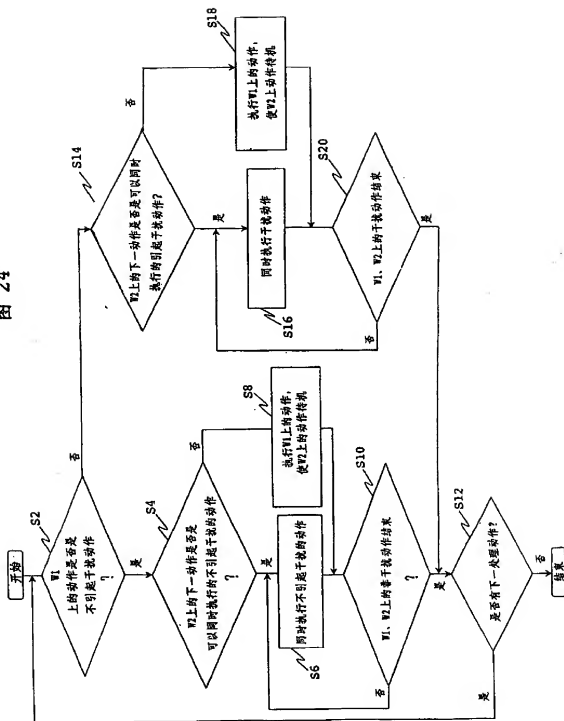 图 24
开始
S2
W1
上的动作是否是
不引起干扰动作
?
否
是
S4
W2上的下一动作是否是
可以同时执行的不引起干扰的动作
?
否
是
S8
执行W1上的动作,
使W2上的动作待机
同时执行不引起干扰的动作
S6
S10
W1、W2上的非干扰动作结束
?
否
是
S12
是否有下一处理动作?
是
否
结束
S14
W2上的下一动作是否是可以同时
执行的引起干扰动作?
否
是
S18
执行W1上的动作,
使W2上动作待机
同时执行干扰动作
S16
S20
W1、W2上的干扰动作结束
否
是